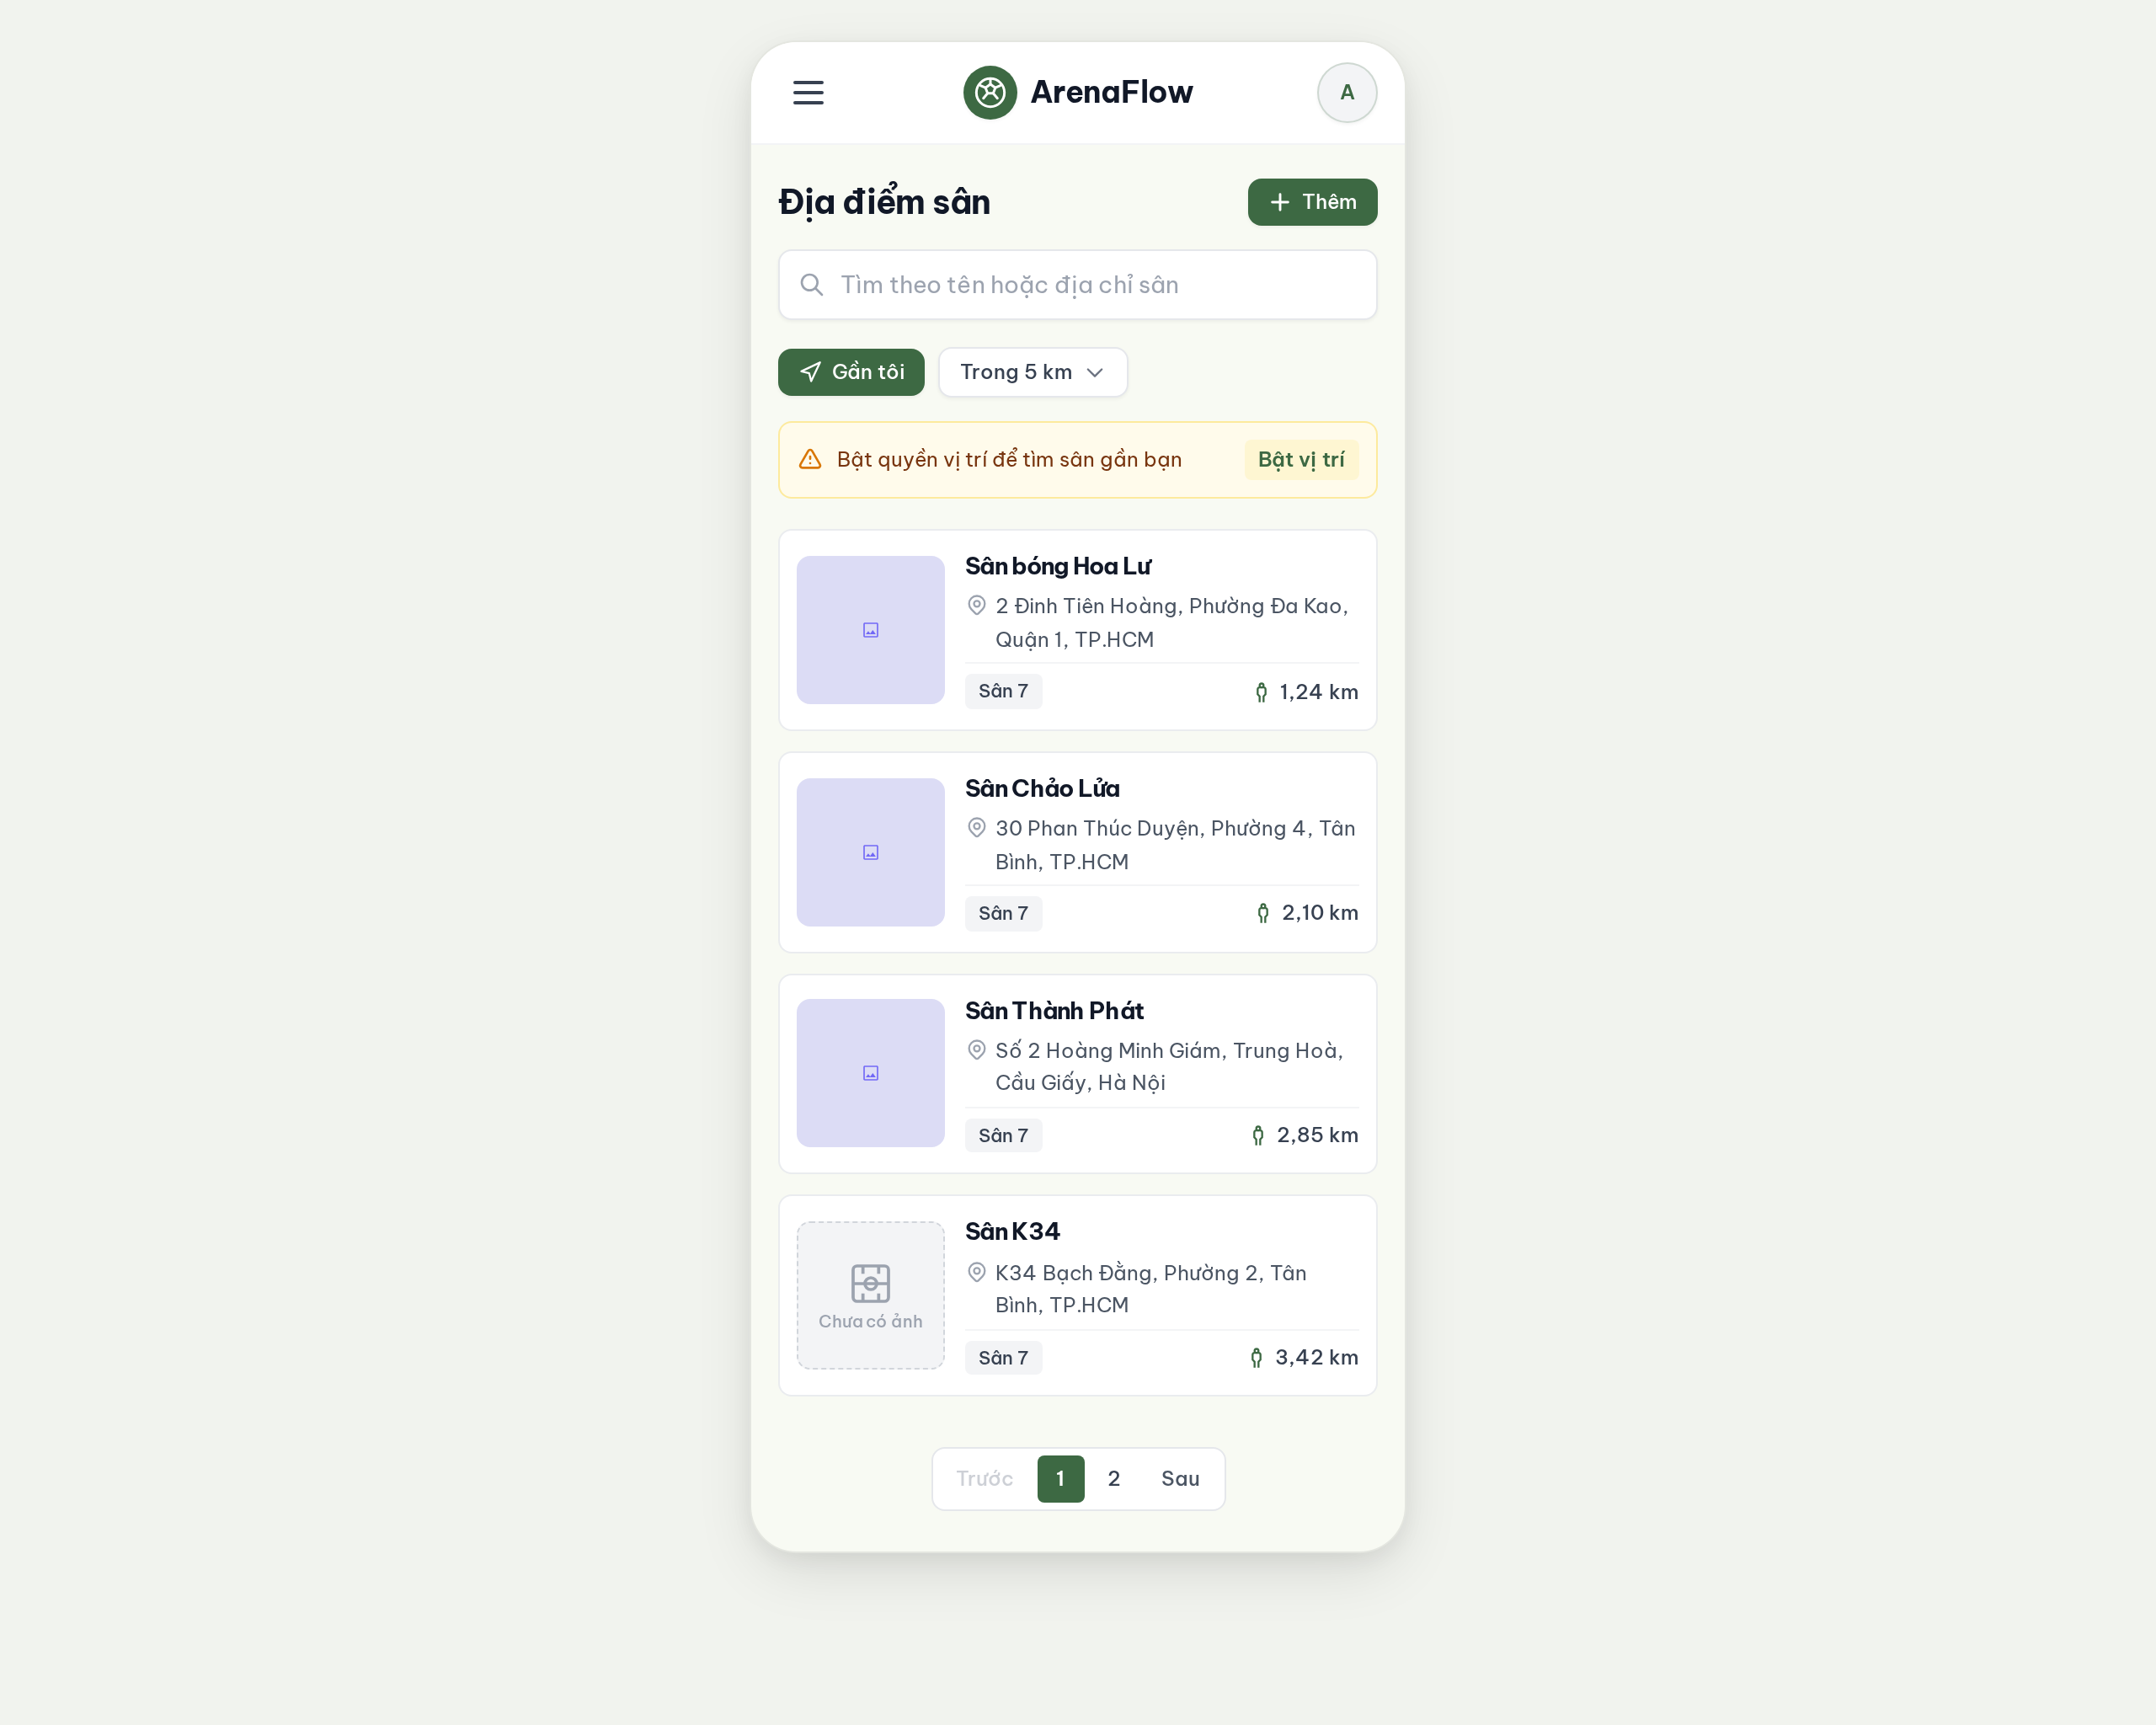 ArenaFlow
A
Địa điểm sân
Thêm
Tìm theo tên hoặc địa chỉ sân
Gần tôi
Trong 5 km
Bật quyền vị trí để tìm sân gần bạn
Bật vị trí
Sân bóng Hoa Lư
2 Đinh Tiên Hoàng, Phường Đa Kao,
Quận 1, TP.HCM
Sân 7
1,24 km
Sân Chảo Lửa
30 Phan Thúc Duyện, Phường 4, Tân
Bình, TP.HCM
Sân 7
2,10 km
Sân Thành Phát
Số 2 Hoàng Minh Giám, Trung Hoà,
Cầu Giấy, Hà Nội
Sân 7
2,85 km
Chưa có ảnh
Sân K34
K34 Bạch Đằng, Phường 2, Tân
Bình, TP.HCM
Sân 7
3,42 km
Trước
1
2
Sau